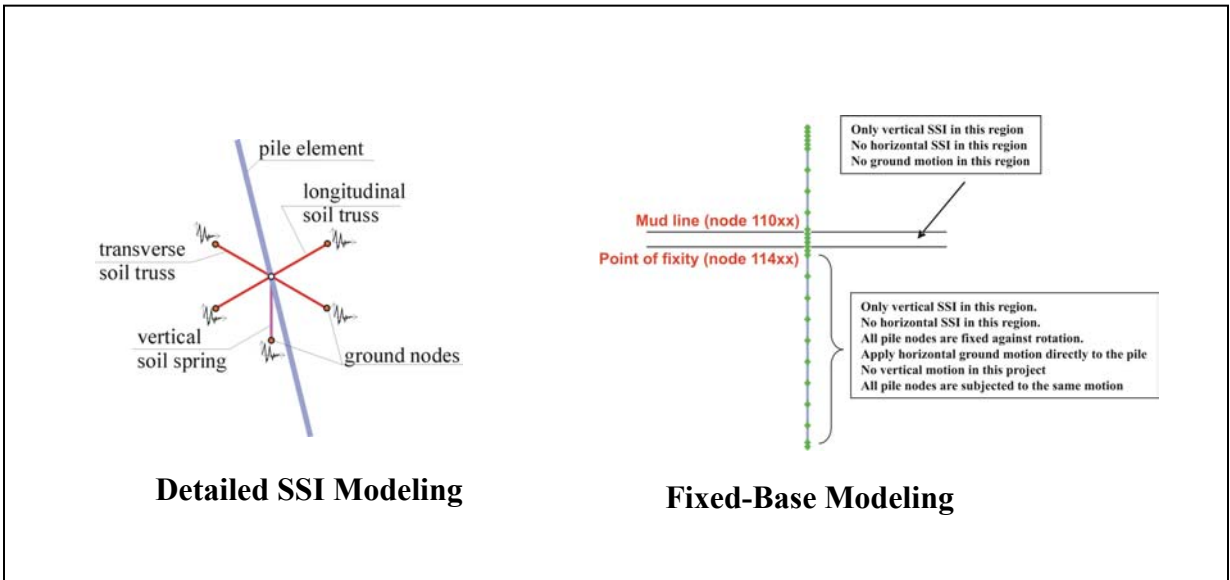 pile element
longitudinal
soil truss
transverse
soil truss
vertical
soil spring
ground nodes
Detailed SSI Modeling
Only vertical SSI in this region
No horizontal SSI in this region
No ground motion in this region
Mud line (node 110xx)
Point of fixity (node 114xx)
Only vertical SSI in this region.
No horizontal SSI in this region.
All pile nodes are fixed against rotation.
Apply horizontal ground motion directly to the pile
No vertical motion in this project
All pile nodes are subjected to the same motion
Fixed-Base Modeling